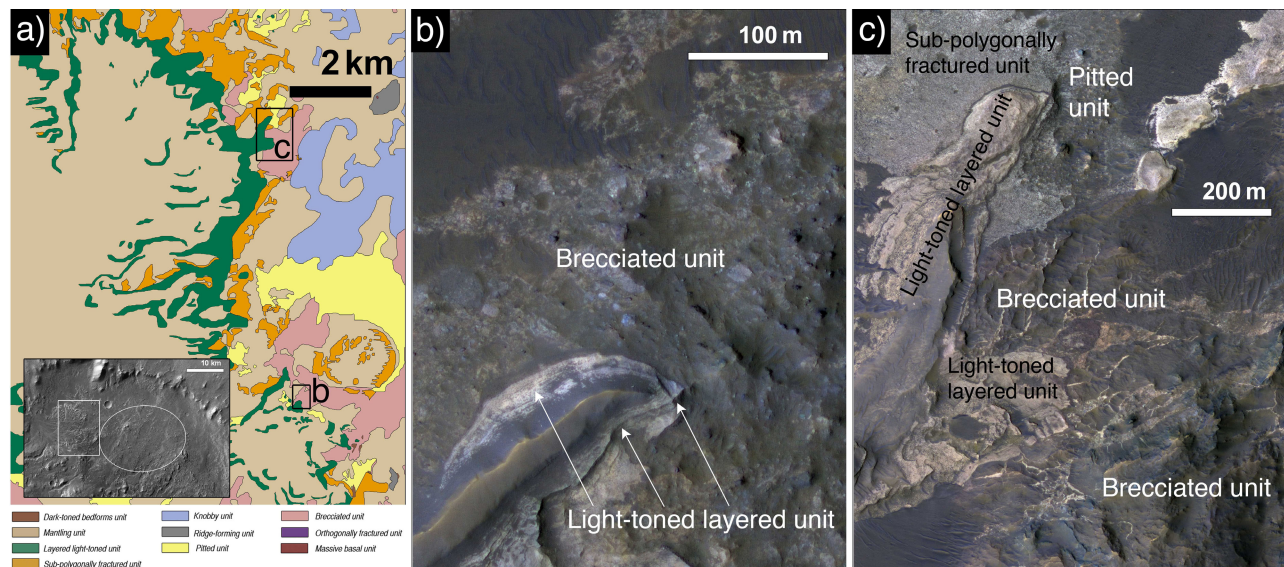 a)
2 km
c
b
10 km
Dark-toned bedforms unit
Mantling unit
Layered light-toned unit
Sub-polygonally fractured unit
Knobby unit
Ridge-forming unit
Pitted unit
Brecciated unit
Orthogonally fractured unit
Massive basal unit
b)
100 m
Brecciated unit
Light-toned layered unit
c)
Sub-polygonally
fractured unit
Pitted
unit
Light-toned layered unit
200 m
Brecciated unit
Light-toned
layered unit
Brecciated unit